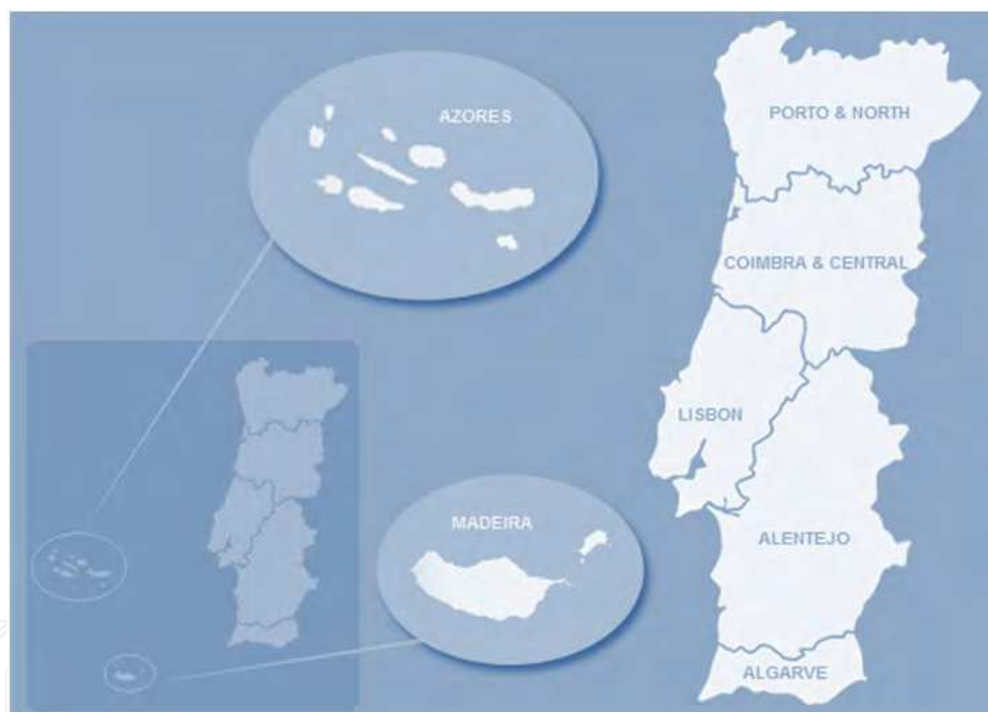 AZORES
PORTO & NORTH
COIMBRA & CENTRAL
LISBON
MADEIRA
ALENTEJO
ALGARVE